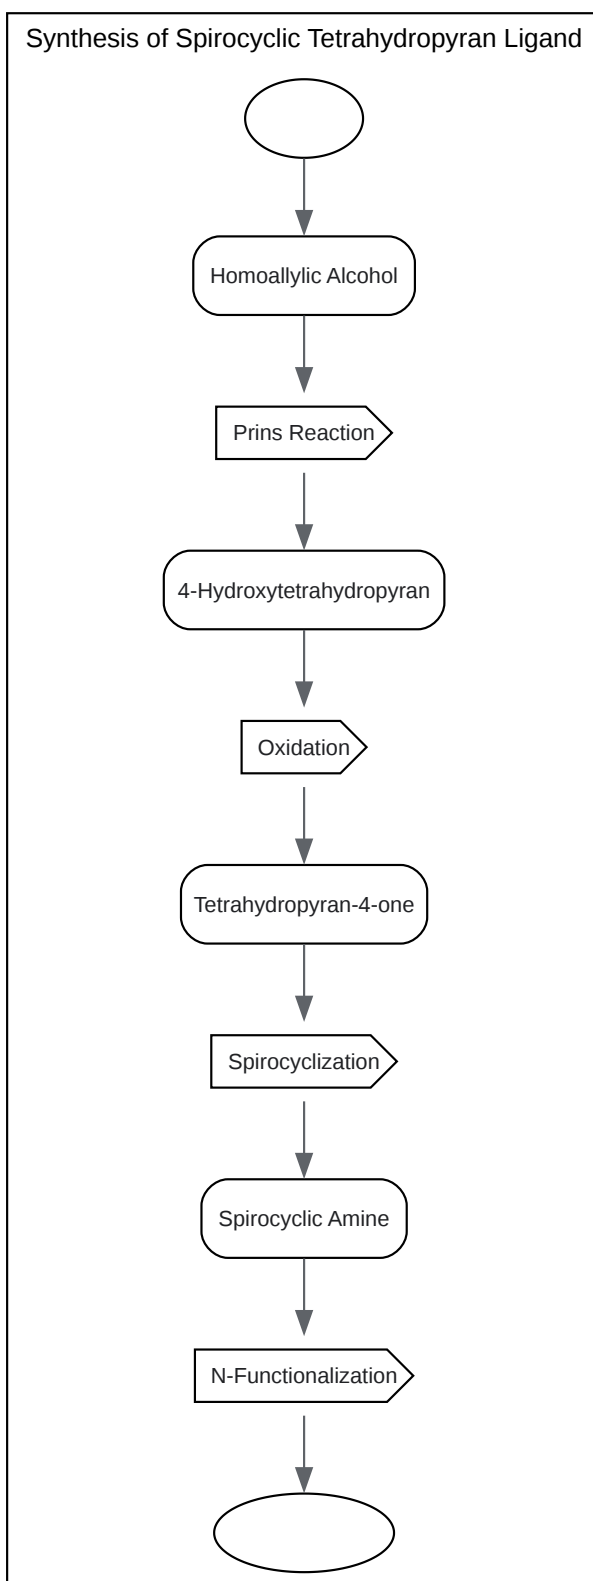 Synthesis of Spirocyclic Tetrahydropyran Ligand
Homoallylic Alcohol
Prins Reaction
4-Hydroxytetrahydropyran
Oxidation
Tetrahydropyran-4-one
Spirocyclization
Spirocyclic Amine
N-Functionalization